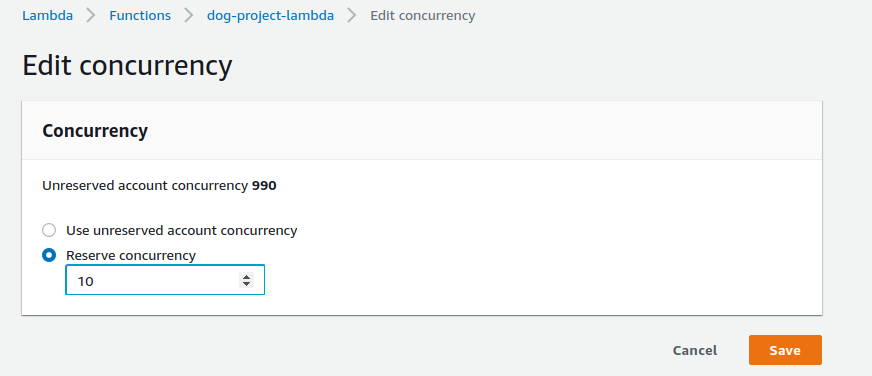 Lambda > Functions > dog-project-lambda > Edit concurrency
Edit concurrency
Concurrency
Unreserved account concurrency 990
Use unreserved account concurrency
Reserve concurrency
10
Cancel Save